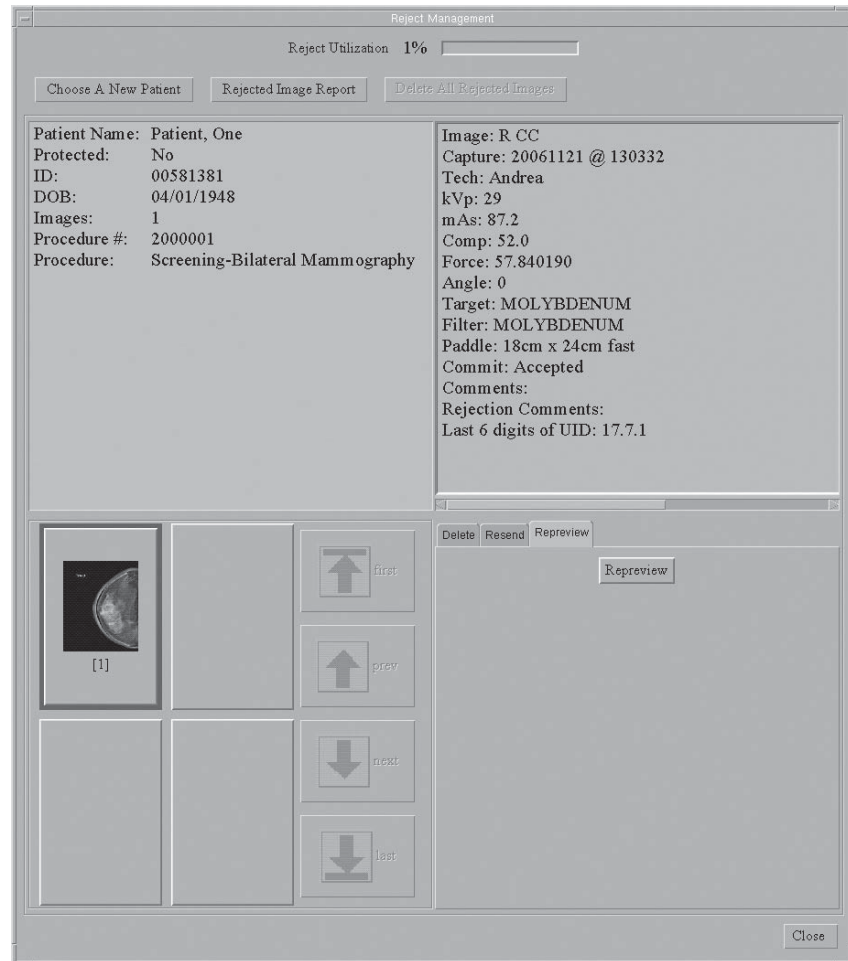 Reject Management
Reject Utilization 1%
Choose A New Patient
Rejected Image Report
Delete All Rejected Images
Patient Name: Patient, One
Protected: No
ID: 00581381
DOB: 04/01/1948
Images: 1
Procedure #: 2000001
Procedure: Screening-Bilateral Mammography
Image: R CC
Capture: 20061121 @ 130332
Tech: Andrea
kVp: 29
mAs: 87.2
Comp: 52.0
Force: 57.840190
Angle: 0
Target: MOLYBDENUM
Filter: MOLYBDENUM
Paddle: 18cm x 24cm fast
Commit: Accepted
Comments:
Rejection Comments:
Last 6 digits of UID: 17.7.1
[1]
first
prev
next
last
Delete Resend Repreview
Repreview
Close